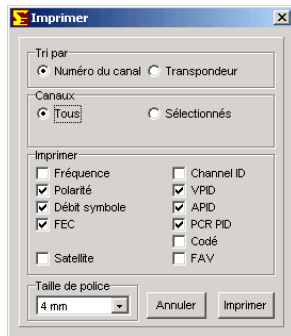 Imprimer
Tri par
Numéro du canal Transpondeur
Canaux
Tous Sélectionnés
Imprimer
Fréquence Channel ID
Polarité VPID
Débit symbole APID
FEC PCR PID
Codé
Satellite FAV
Taille de police
4 mm Annuler Imprimer